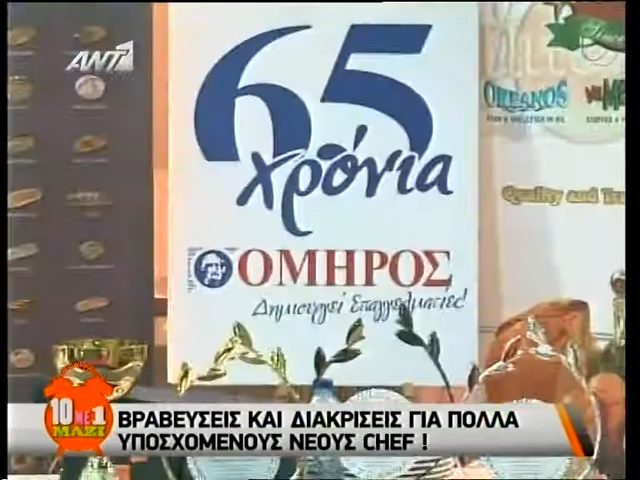 ANT1
65
χρόνια
ΟΜΗΡΟΣ
Δημιουργεί Επαγγελματίες!
OKEANOS
Quality and
10 ΜΕ 1
ΜΑΖΙ
ΒΡΑΒΕΥΣΕΙΣ ΚΑΙ ΔΙΑΚΡΙΣΕΙΣ ΓΙΑ ΠΟΛΛΑ
ΥΠΟΣΧΟΜΕΝΟΥΣ ΝΕΟΥΣ CHEF !